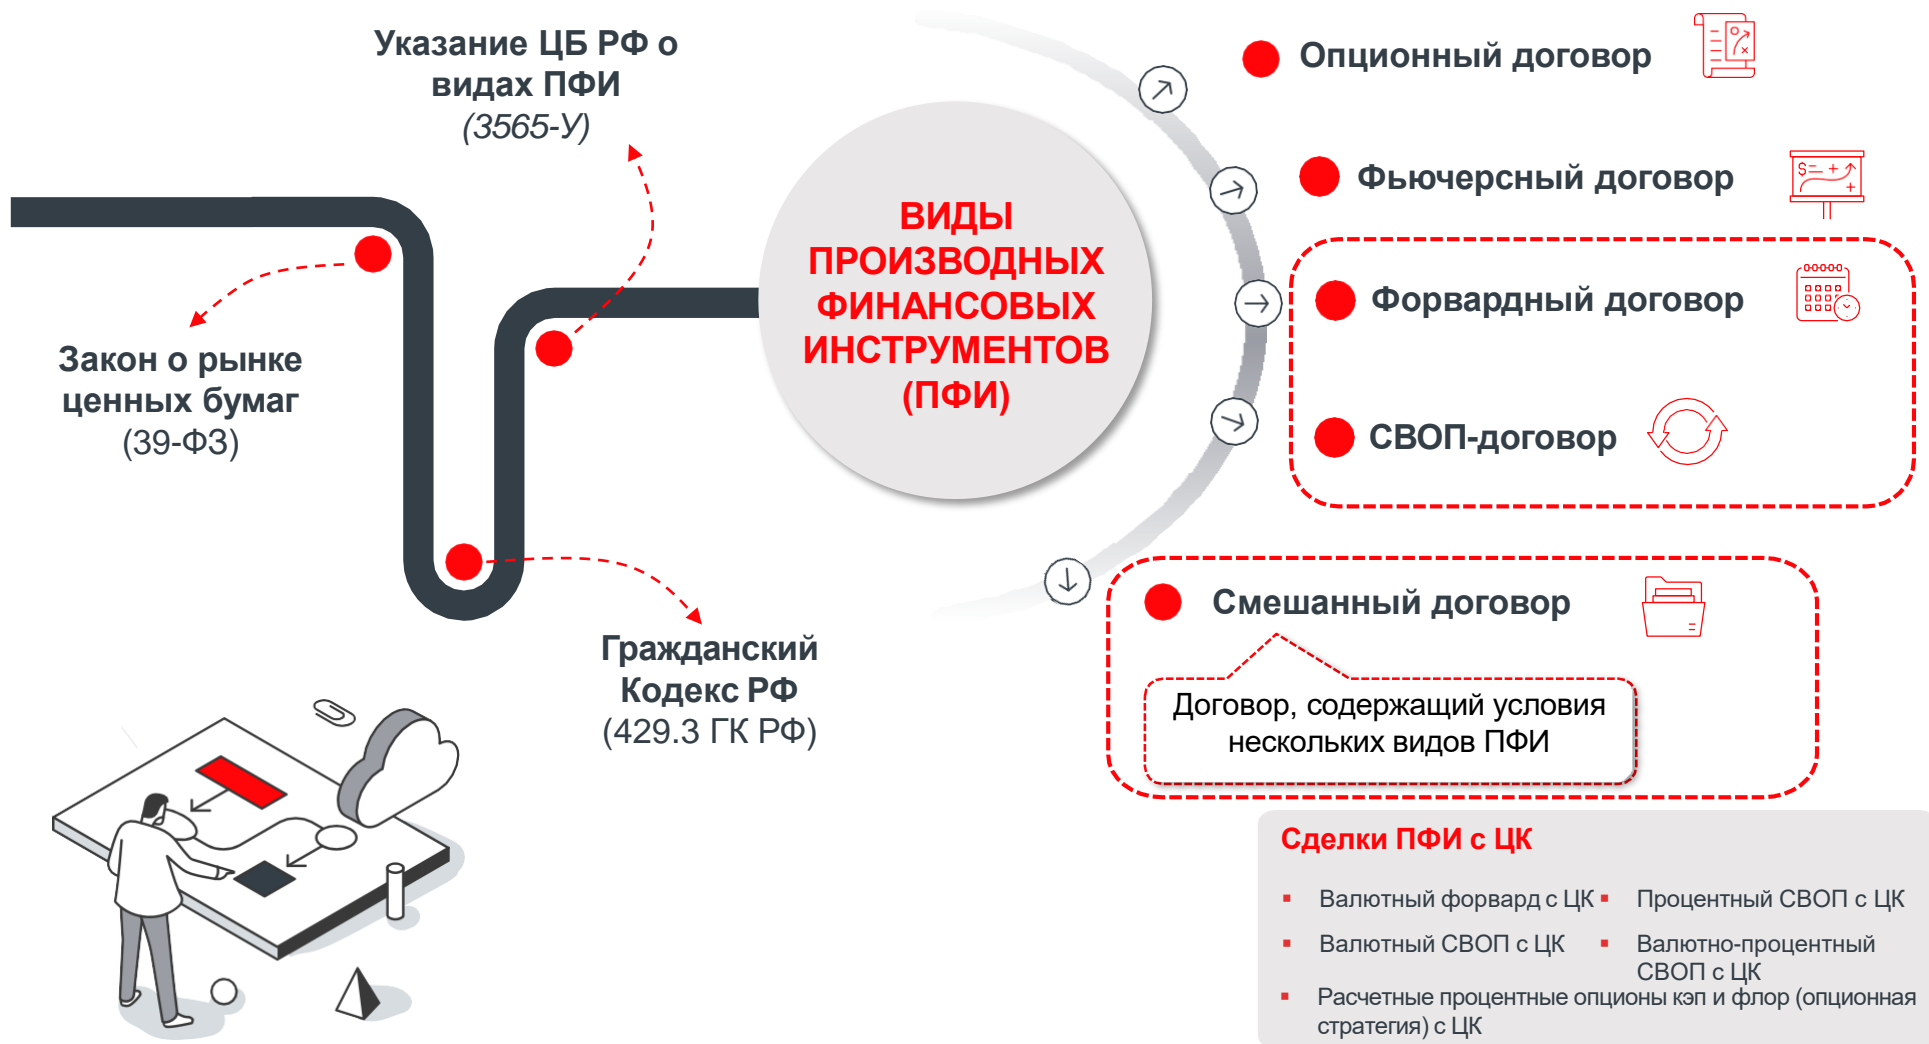 Указание ЦБ РФ о
видах ПФИ
(3565-У)
Закон о рынке
ценных бумаг
(39-ФЗ)
Гражданский
Кодекс РФ
(429.3 ГК РФ)
ВИДЫ
ПРОИЗВОДНЫХ
ФИНАНСОВЫХ
ИНСТРУМЕНТОВ
(ПФИ)
Опционный договор
Фьючерсный договор
Форвардный договор
СВОП-договор
Смешанный договор
Договор, содержащий условия
нескольких видов ПФИ
Сделки ПФИ с ЦК
▪ Валютный форвард с ЦК
▪ Процентный СВОП с ЦК
▪ Валютный СВОП с ЦК
▪ Валютно-процентный
СВОП с ЦК
▪ Расчетные процентные опционы кэп и флор (опционная
стратегия) с ЦК